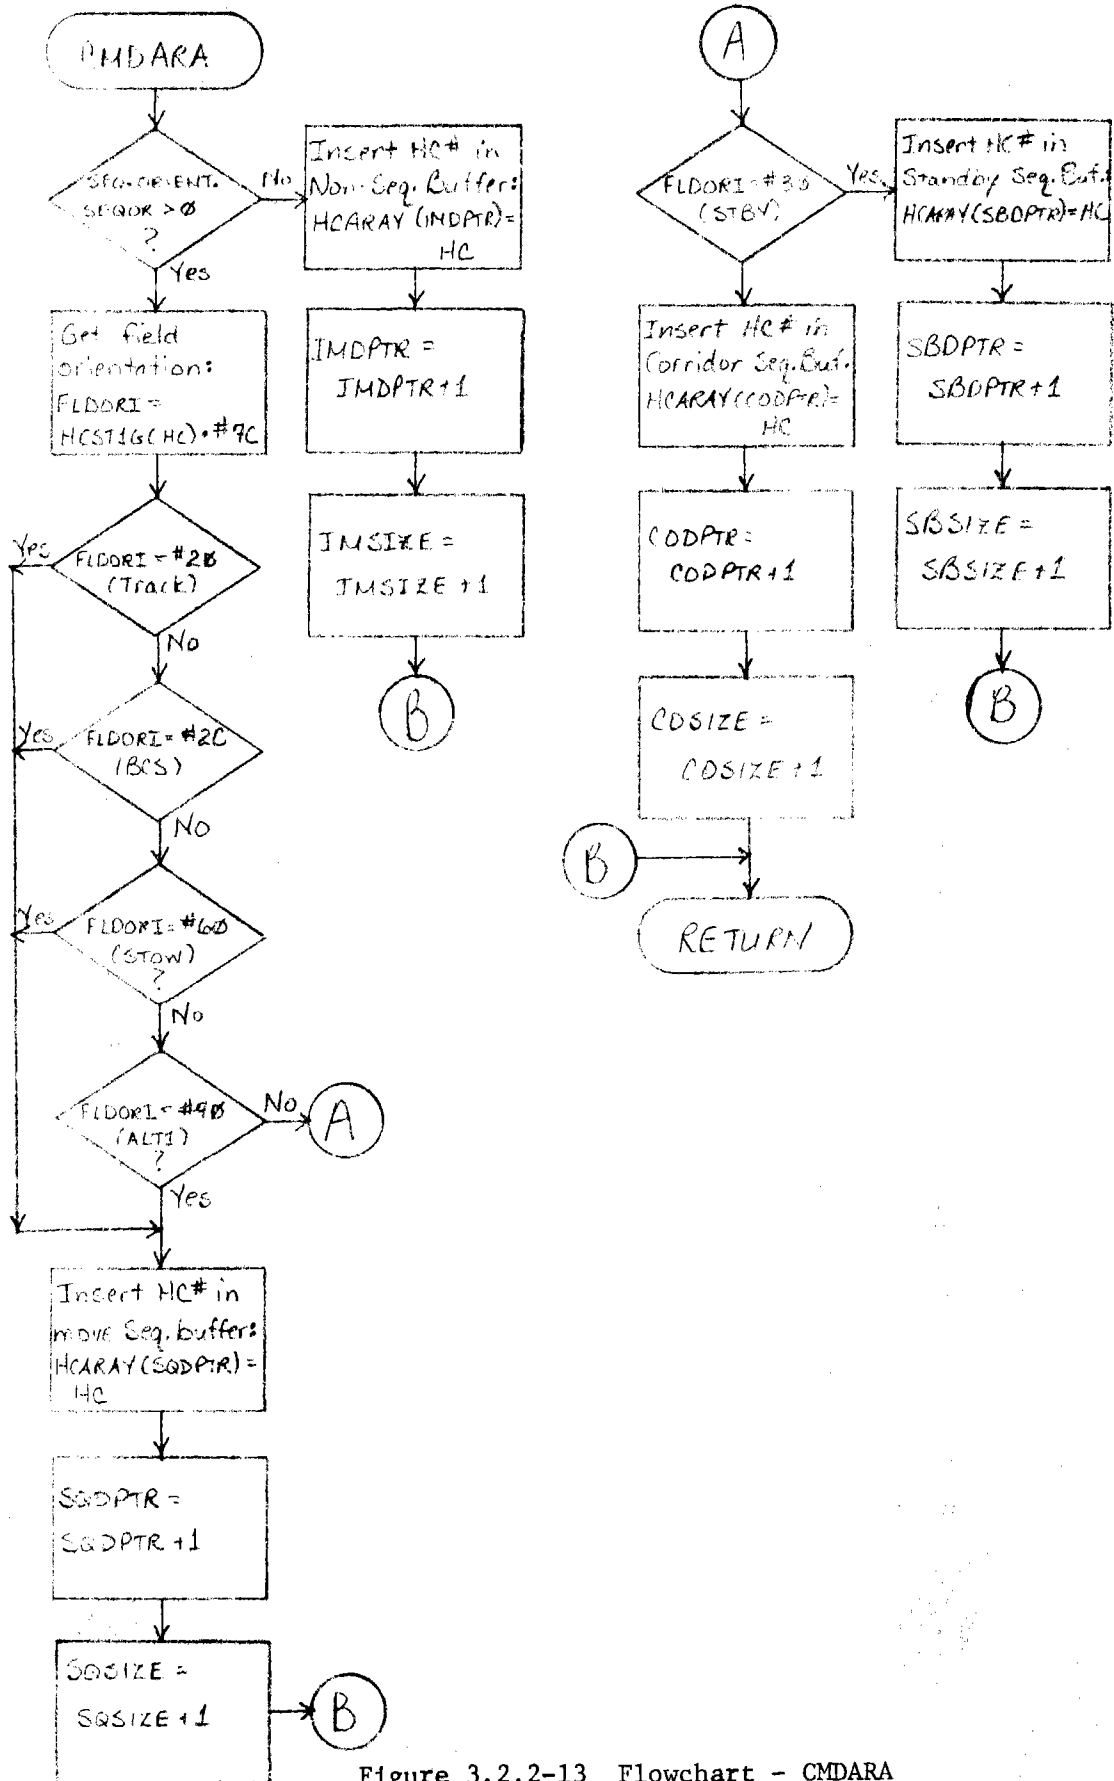 CMDARA
SEQ. ORIENT.
SEQOR > Ø
?
No
Yes
Insert HC# in
Non-Seq. Buffer:
HCARAY (IMDPTR)=
HC
IMDPTR =
IMDPTR+1
IMSIZE =
IMSIZE +1
B
Get field
orientation:
FLDORI =
HCST1G(HC)•#7C
FLDORI = #2Ø
(Track)
Yes
No
FLDORI = #2C
(BCS)
Yes
No
FLDORI = #6Ø
(STOW)
?
Yes
No
FLDORI = #4Ø
(ALT1)
?
No
A
Yes
Insert HC# in
move Seq. buffer:
HCARAY (SQDPTR) =
HC
SQDPTR =
SQDPTR +1
SQSIZE =
SQSIZE +1
B
A
FLDORI = #3Ø
(STBY)
Yes
Insert HC# in
Standby Seq. Buf.:
HCARAY(SBDPTR)=HC
SBDPTR =
SBDPTR+1
SBSIZE =
SBSIZE+1
B
Insert HC# in
Corridor Seq. Buf.
HCARAY(CODPTR)=
HC
CODPTR =
CODPTR+1
COSIZE =
COSIZE +1
B
RETURN
Figure 3.2.2-13 Flowchart - CMDARA